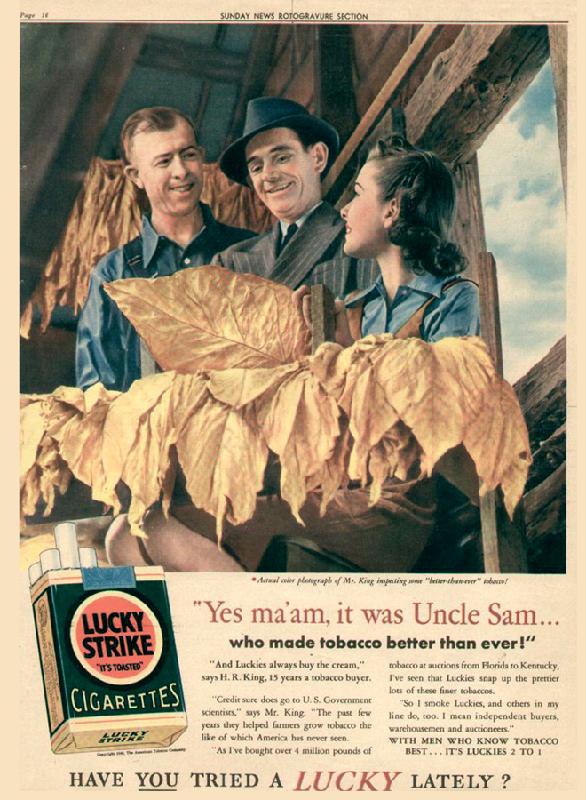 Page 18
SUNDAY NEWS ROTOGRAVURE SECTION
*Actual color photograph of Mr. King inspecting some "better-than-ever" tobacco!
"Yes ma'am, it was Uncle Sam...
who made tobacco better than ever!"
LUCKY
STRIKE
"IT'S TOASTED"
CIGARETTES
LUCKY
STRIKE
Copyright 1940, The American Tobacco Company
"And Luckies always buy the cream,"
says H. R. King, 15 years a tobacco buyer.
"Credit sure does go to U. S. Government
scientists," says Mr. King. "The past few
years they helped farmers grow tobacco the
like of which America has never seen.
"As I've bought over 4 million pounds of
tobacco at auctions from Florida to Kentucky,
I've seen that Luckies snap up the prettier
lots of these finer tobaccos.
"So I smoke Luckies, and others in my
line do, too. I mean independent buyers,
warehousemen and auctioneers."
WITH MEN WHO KNOW TOBACCO
BEST... IT'S LUCKIES 2 TO 1
HAVE YOU TRIED A LUCKY LATELY?